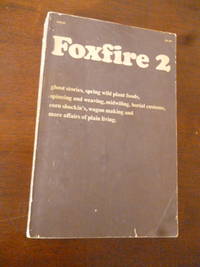 Foxfire 2
ghost stories, spring wild plant foods,
spinning and weaving, midwifing, burial customs,
corn shuckin's, wagon making and
more affairs of plain living.